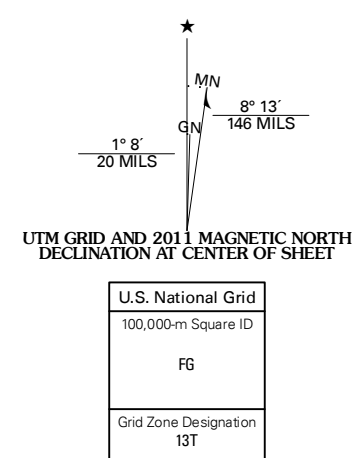 ★
MN
8° 13´
146 MILS
GN
1° 8´
20 MILS
UTM GRID AND 2011 MAGNETIC NORTH
DECLINATION AT CENTER OF SHEET
U.S. National Grid
100,000-m Square ID
FG
Grid Zone Designation
13T